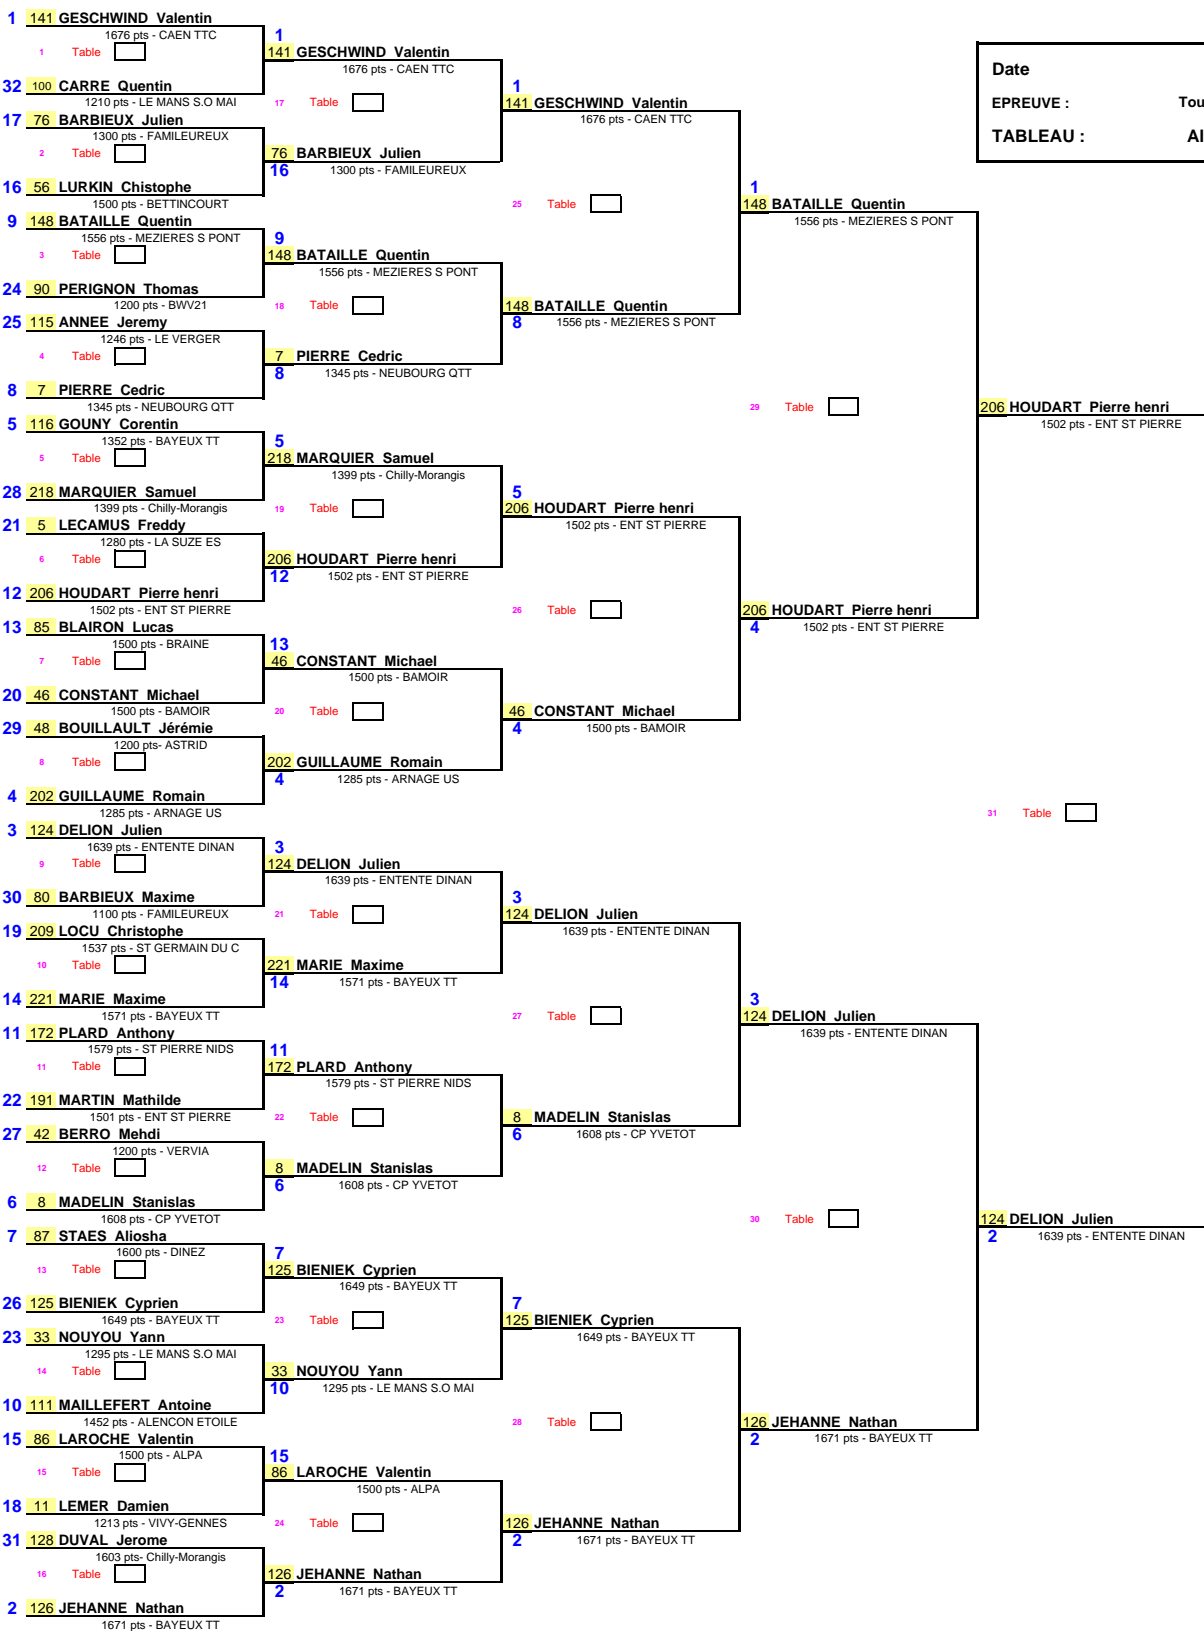 1 141 GESCHWIND Valentin
1676 pts - CAEN TTC
1 Table
32 100 CARRE Quentin
1210 pts - LE MANS S.O MAI
17 76 BARBIEUX Julien
1300 pts - FAMILEUREUX
2 Table
16 56 LURKIN Chistophe
1500 pts - BETTINCOURT
9 148 BATAILLE Quentin
1556 pts - MEZIERES S PONT
3 Table
24 90 PERIGNON Thomas
1200 pts - BWV21
25 115 ANNEE Jeremy
1246 pts - LE VERGER
4 Table
8 7 PIERRE Cedric
1345 pts - NEUBOURG QTT
5 116 GOUNY Corentin
1352 pts - BAYEUX TT
5 Table
28 218 MARQUIER Samuel
1399 pts - Chilly-Morangis
21 5 LECAMUS Freddy
1280 pts - LA SUZE ES
6 Table
12 206 HOUDART Pierre henri
1502 pts - ENT ST PIERRE
13 85 BLAIRON Lucas
1500 pts - BRAINE
7 Table
20 46 CONSTANT Michael
1500 pts - BAMOIR
29 48 BOUILLAULT Jérémie
1200 pts- ASTRID
8 Table
4 202 GUILLAUME Romain
1285 pts - ARNAGE US
3 124 DELION Julien
1639 pts - ENTENTE DINAN
9 Table
30 80 BARBIEUX Maxime
1100 pts - FAMILEUREUX
19 209 LOCU Christophe
1537 pts - ST GERMAIN DU C
10 Table
14 221 MARIE Maxime
1571 pts - BAYEUX TT
11 172 PLARD Anthony
1579 pts - ST PIERRE NIDS
11 Table
22 191 MARTIN Mathilde
1501 pts - ENT ST PIERRE
27 42 BERRO Mehdi
1200 pts - VERVIA
12 Table
6 8 MADELIN Stanislas
1608 pts - CP YVETOT
7 87 STAES Aliosha
1600 pts - DINEZ
13 Table
26 125 BIENIEK Cyprien
1649 pts - BAYEUX TT
23 33 NOUYOU Yann
1295 pts - LE MANS S.O MAI
14 Table
10 111 MAILLEFERT Antoine
1452 pts - ALENCON ETOILE
15 86 LAROCHE Valentin
1500 pts - ALPA
15 Table
18 11 LEMER Damien
1213 pts - VIVY-GENNES
31 128 DUVAL Jerome
1603 pts- Chilly-Morangis
16 Table
2 126 JEHANNE Nathan
1671 pts - BAYEUX TT
1
141 GESCHWIND Valentin
1676 pts - CAEN TTC
17 Table
76 BARBIEUX Julien
16 1300 pts - FAMILEUREUX
9
148 BATAILLE Quentin
1556 pts - MEZIERES S PONT
18 Table
7 PIERRE Cedric
8 1345 pts - NEUBOURG QTT
5
218 MARQUIER Samuel
1399 pts - Chilly-Morangis
19 Table
206 HOUDART Pierre henri
12 1502 pts - ENT ST PIERRE
13
46 CONSTANT Michael
1500 pts - BAMOIR
20 Table
202 GUILLAUME Romain
4 1285 pts - ARNAGE US
3
124 DELION Julien
1639 pts - ENTENTE DINAN
21 Table
221 MARIE Maxime
14 1571 pts - BAYEUX TT
11
172 PLARD Anthony
1579 pts - ST PIERRE NIDS
22 Table
8 MADELIN Stanislas
6 1608 pts - CP YVETOT
7
125 BIENIEK Cyprien
1649 pts - BAYEUX TT
23 Table
33 NOUYOU Yann
10 1295 pts - LE MANS S.O MAI
15
86 LAROCHE Valentin
1500 pts - ALPA
24 Table
126 JEHANNE Nathan
2 1671 pts - BAYEUX TT
1
141 GESCHWIND Valentin
1676 pts - CAEN TTC
25 Table
148 BATAILLE Quentin
8 1556 pts - MEZIERES S PONT
5
206 HOUDART Pierre henri
1502 pts - ENT ST PIERRE
26 Table
46 CONSTANT Michael
4 1500 pts - BAMOIR
3
124 DELION Julien
1639 pts - ENTENTE DINAN
27 Table
8 MADELIN Stanislas
6 1608 pts - CP YVETOT
7
125 BIENIEK Cyprien
1649 pts - BAYEUX TT
28 Table
126 JEHANNE Nathan
2 1671 pts - BAYEUX TT
1
148 BATAILLE Quentin
1556 pts - MEZIERES S PONT
29 Table
206 HOUDART Pierre henri
4 1502 pts - ENT ST PIERRE
3
124 DELION Julien
1639 pts - ENTENTE DINAN
30 Table
126 JEHANNE Nathan
2 1671 pts - BAYEUX TT
Date
EPREUVE : Tou
TABLEAU : Al
206 HOUDART Pierre henri
1502 pts - ENT ST PIERRE
31 Table
124 DELION Julien
2 1639 pts - ENTENTE DINAN